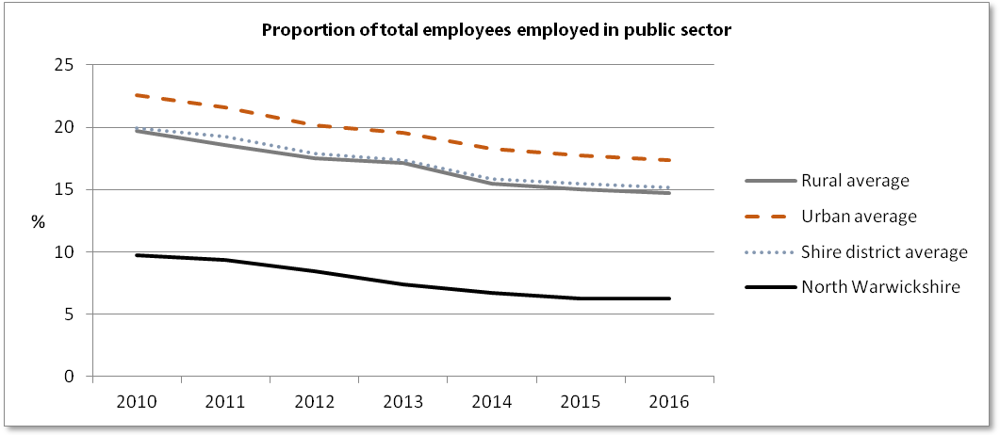 Proportion of total employees employed in public sector
25
20
15
10
5
0
%
2010 2011 2012 2013 2014 2015 2016
Rural average
Urban average
Shire district average
North Warwickshire